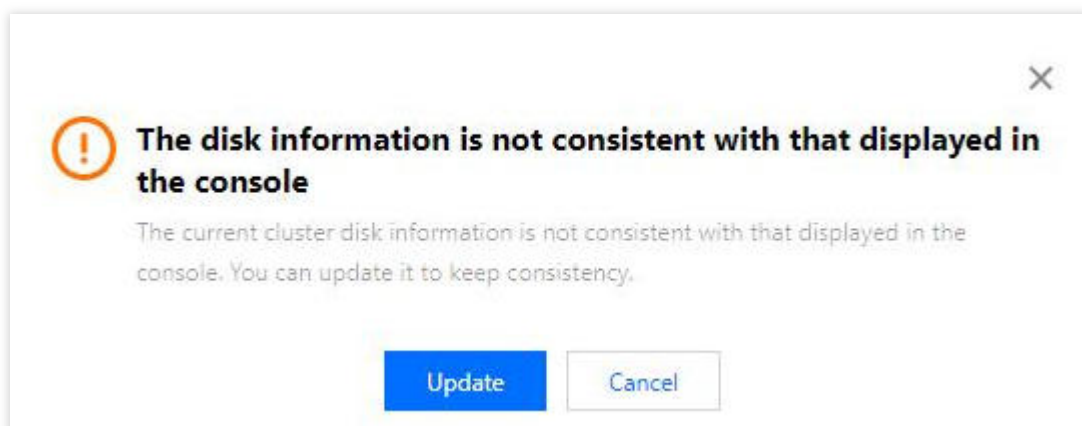 The disk information is not consistent with that displayed in
the console
The current cluster disk information is not consistent with that displayed in the
console. You can update it to keep consistency.
Update Cancel